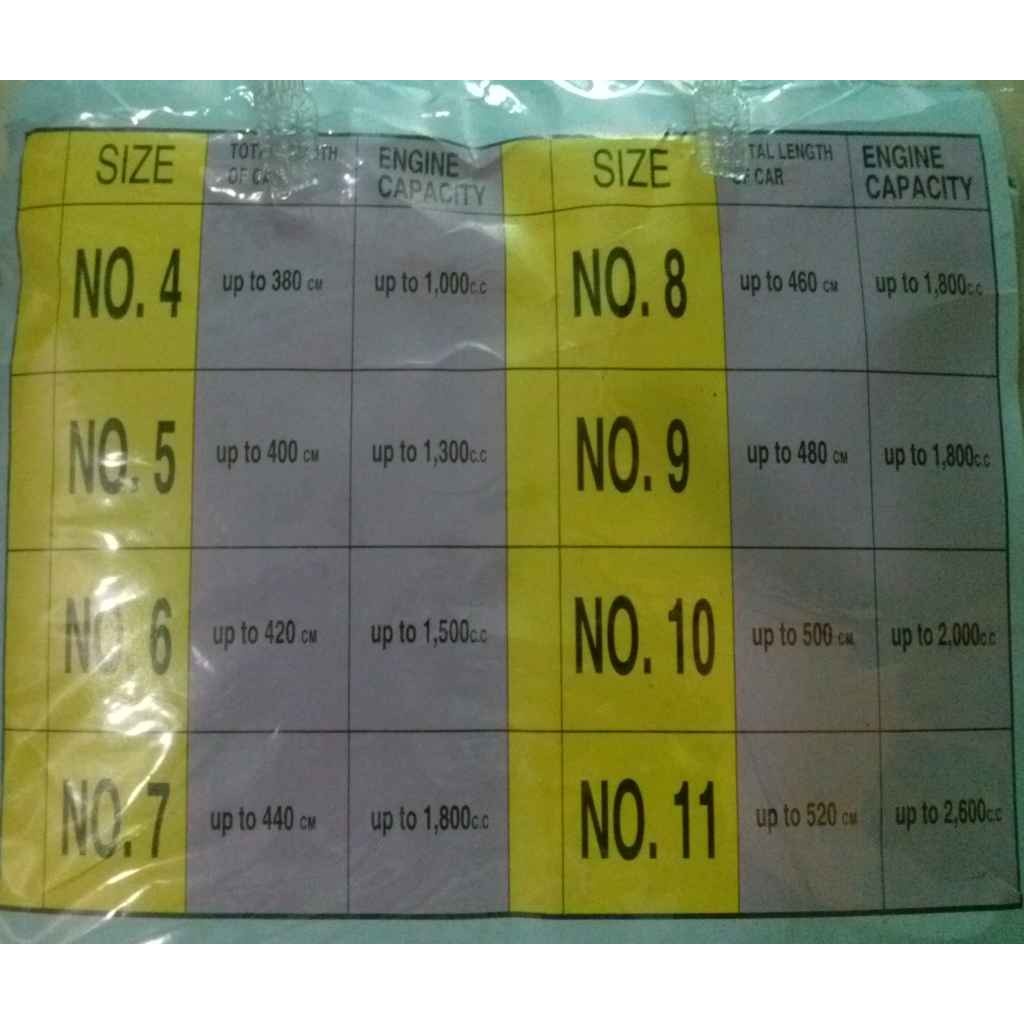 SIZE OF CAR ENGINE CAPACITY SIZE LENGTH OF CAR ENGINE CAPACITY
NO. 4 up to 380 CM up to 1,000c.c NO. 8 up to 460 CM up to 1,800c.c
NO. 5 up to 400 CM up to 1,300c.c NO. 9 up to 480 CM up to 1,800c.c
NO. 6 up to 420 CM up to 1,500c.c NO. 10 up to 500 CM up to 2,000c.c
NO. 7 up to 440 CM up to 1,800c.c NO. 11 up to 520 CM up to 2,600c.c